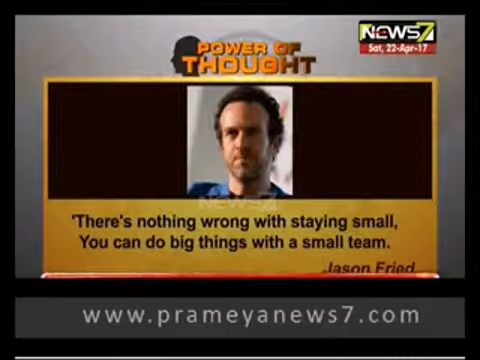 POWER OF
THOUGHT
NEWS7
Sat, 22-Apr-17
NEWS7
'There's nothing wrong with staying small,
You can do big things with a small team.
Jason Fried
www.prameyanews7.com